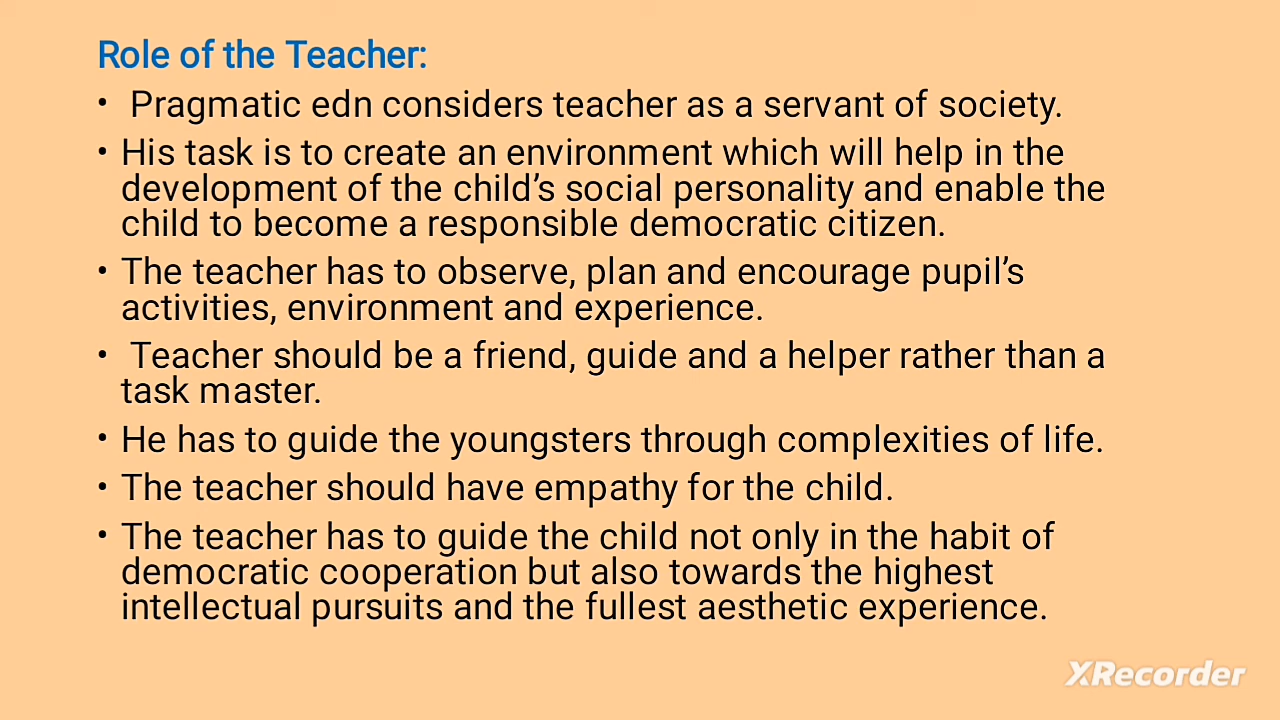 Role of the Teacher:
• Pragmatic edn considers teacher as a servant of society.
• His task is to create an environment which will help in the
development of the child’s social personality and enable the
child to become a responsible democratic citizen.
• The teacher has to observe, plan and encourage pupil’s
activities, environment and experience.
• Teacher should be a friend, guide and a helper rather than a
task master.
• He has to guide the youngsters through complexities of life.
• The teacher should have empathy for the child.
• The teacher has to guide the child not only in the habit of
democratic cooperation but also towards the highest
intellectual pursuits and the fullest aesthetic experience.
XRecorder